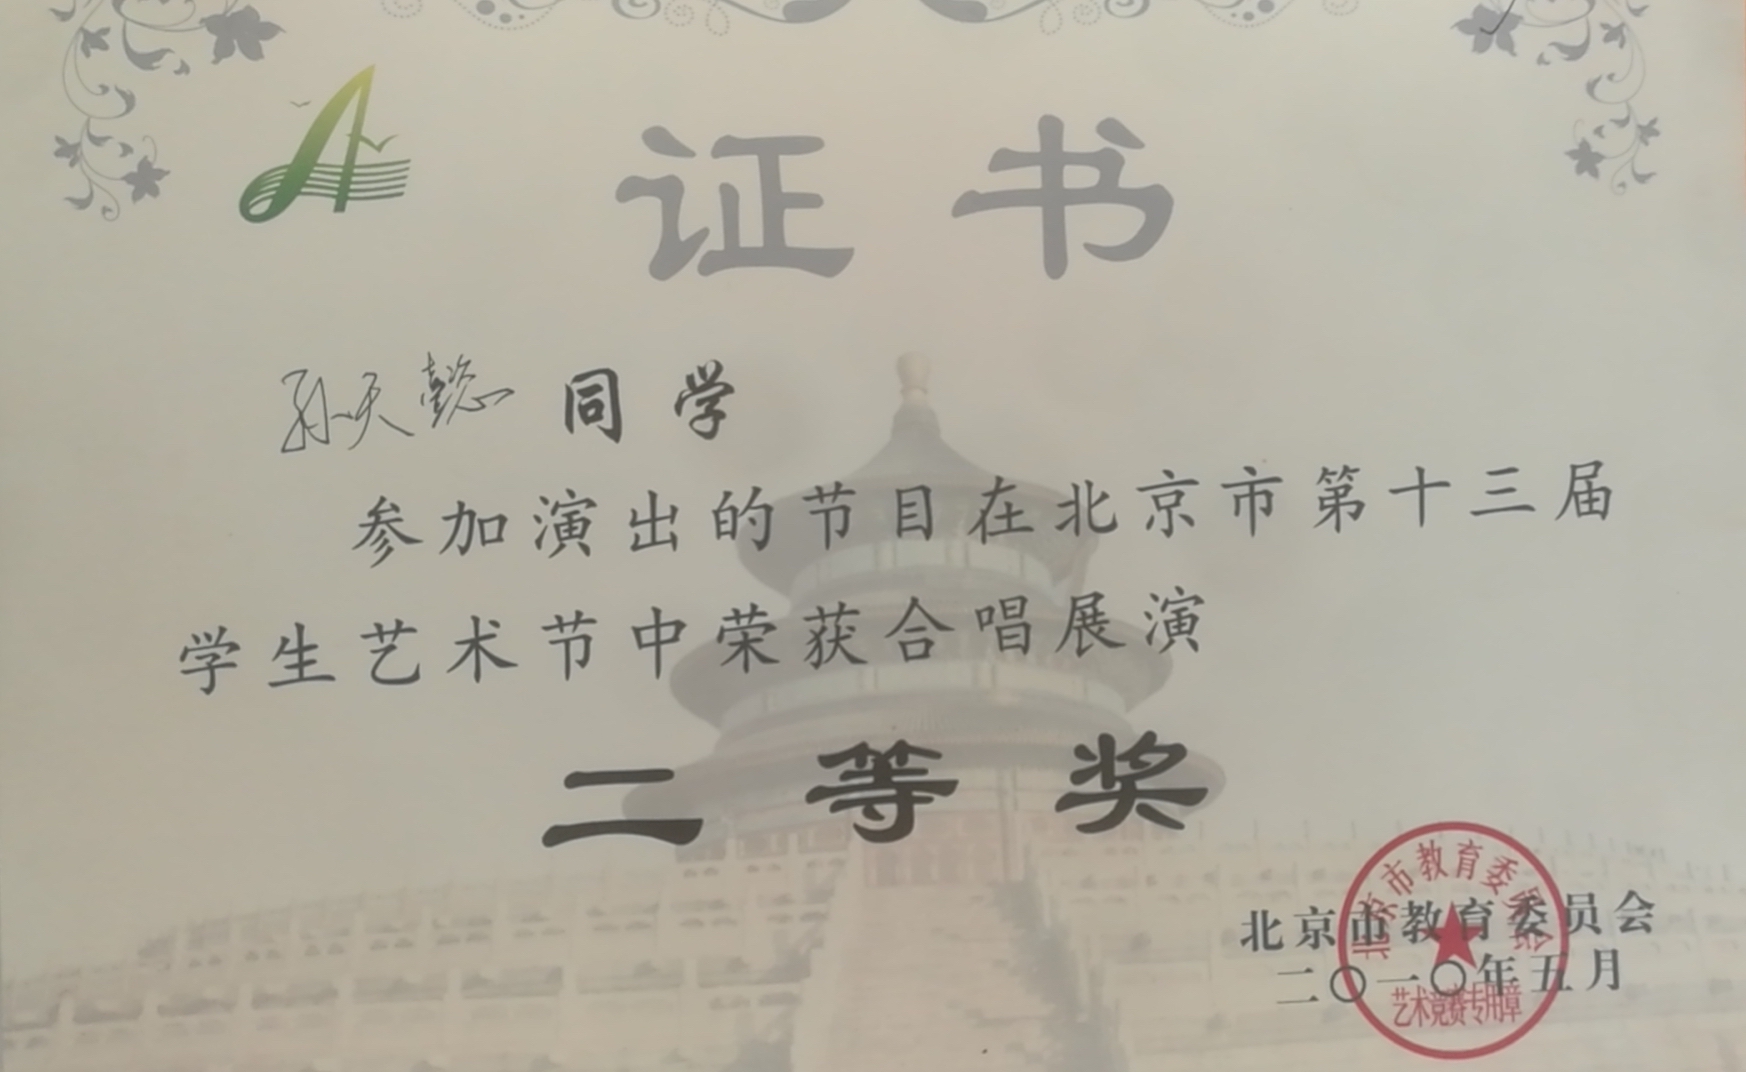 证书
孙天懿 同学
参加演出的节目在北京市第十三届
学生艺术节中荣获合唱展演
二等奖
北京市教育委员会
二〇一〇年五月
北京市教育委员会
艺术竞赛专用章